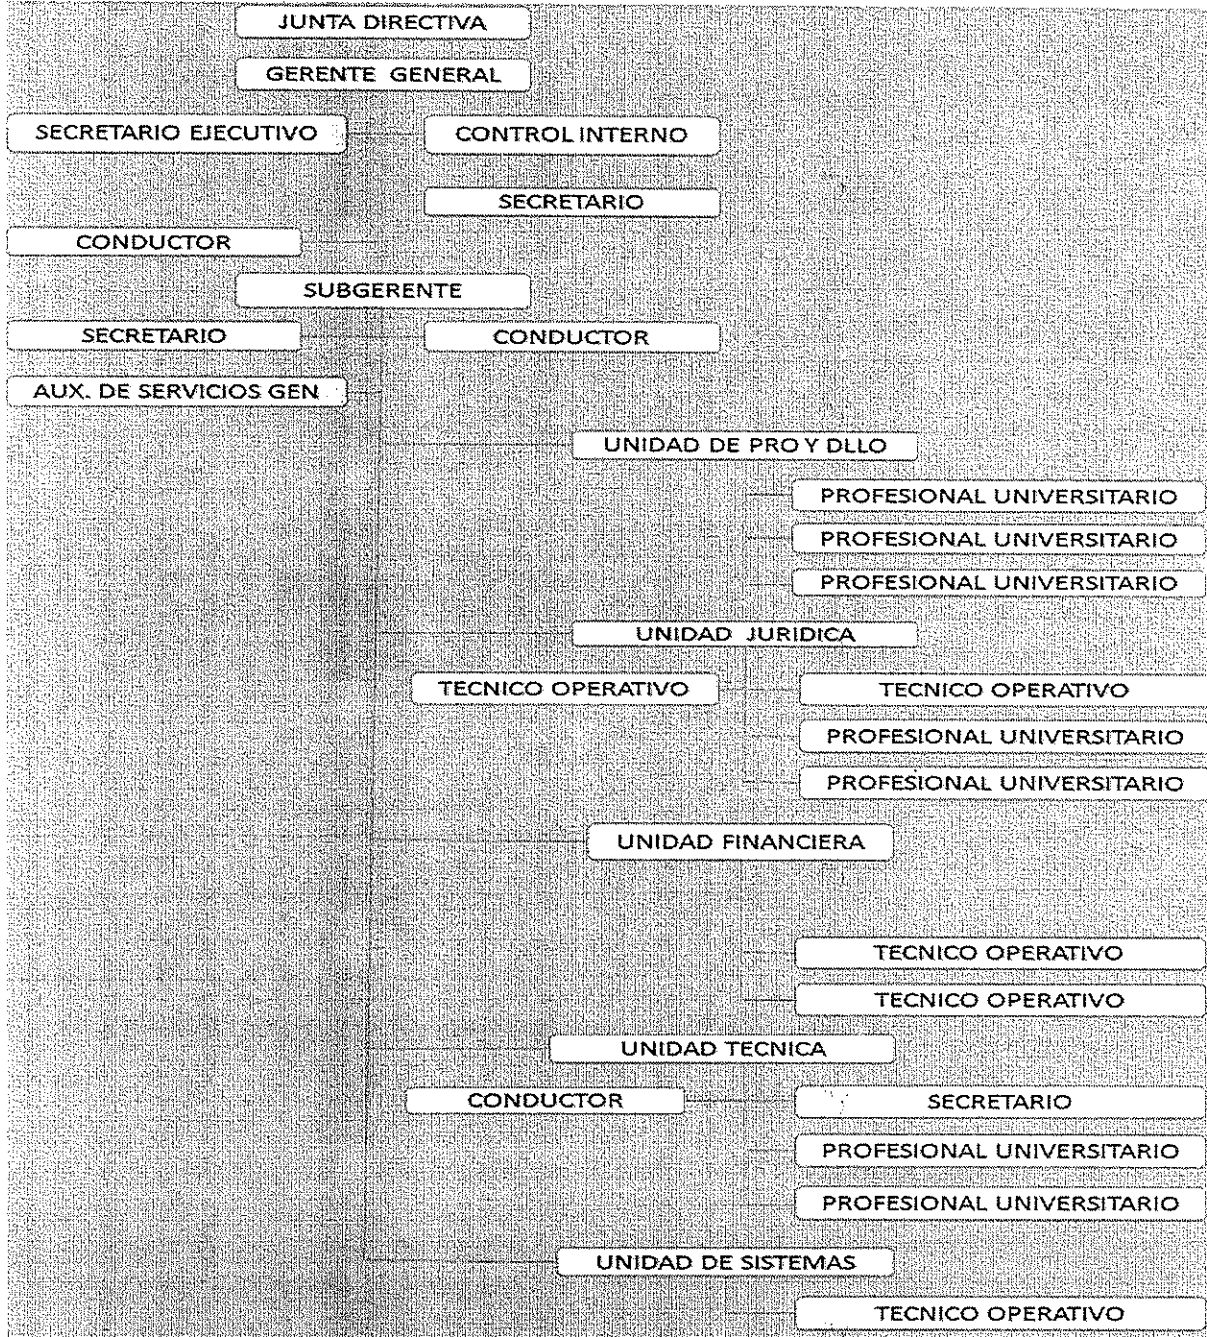 JUNTA DIRECTIVA
GERENTE GENERAL
SECRETARIO EJECUTIVO
CONTROL INTERNO
SECRETARIO
CONDUCTOR
SUBGERENTE
SECRETARIO
CONDUCTOR
AUX. DE SERVICIOS GEN
UNIDAD DE PRO Y DLLO
PROFESIONAL UNIVERSITARIO
PROFESIONAL UNIVERSITARIO
PROFESIONAL UNIVERSITARIO
UNIDAD JURIDICA
TECNICO OPERATIVO
TECNICO OPERATIVO
PROFESIONAL UNIVERSITARIO
PROFESIONAL UNIVERSITARIO
UNIDAD FINANCIERA
TECNICO OPERATIVO
TECNICO OPERATIVO
UNIDAD TECNICA
CONDUCTOR
SECRETARIO
PROFESIONAL UNIVERSITARIO
PROFESIONAL UNIVERSITARIO
UNIDAD DE SISTEMAS
TECNICO OPERATIVO